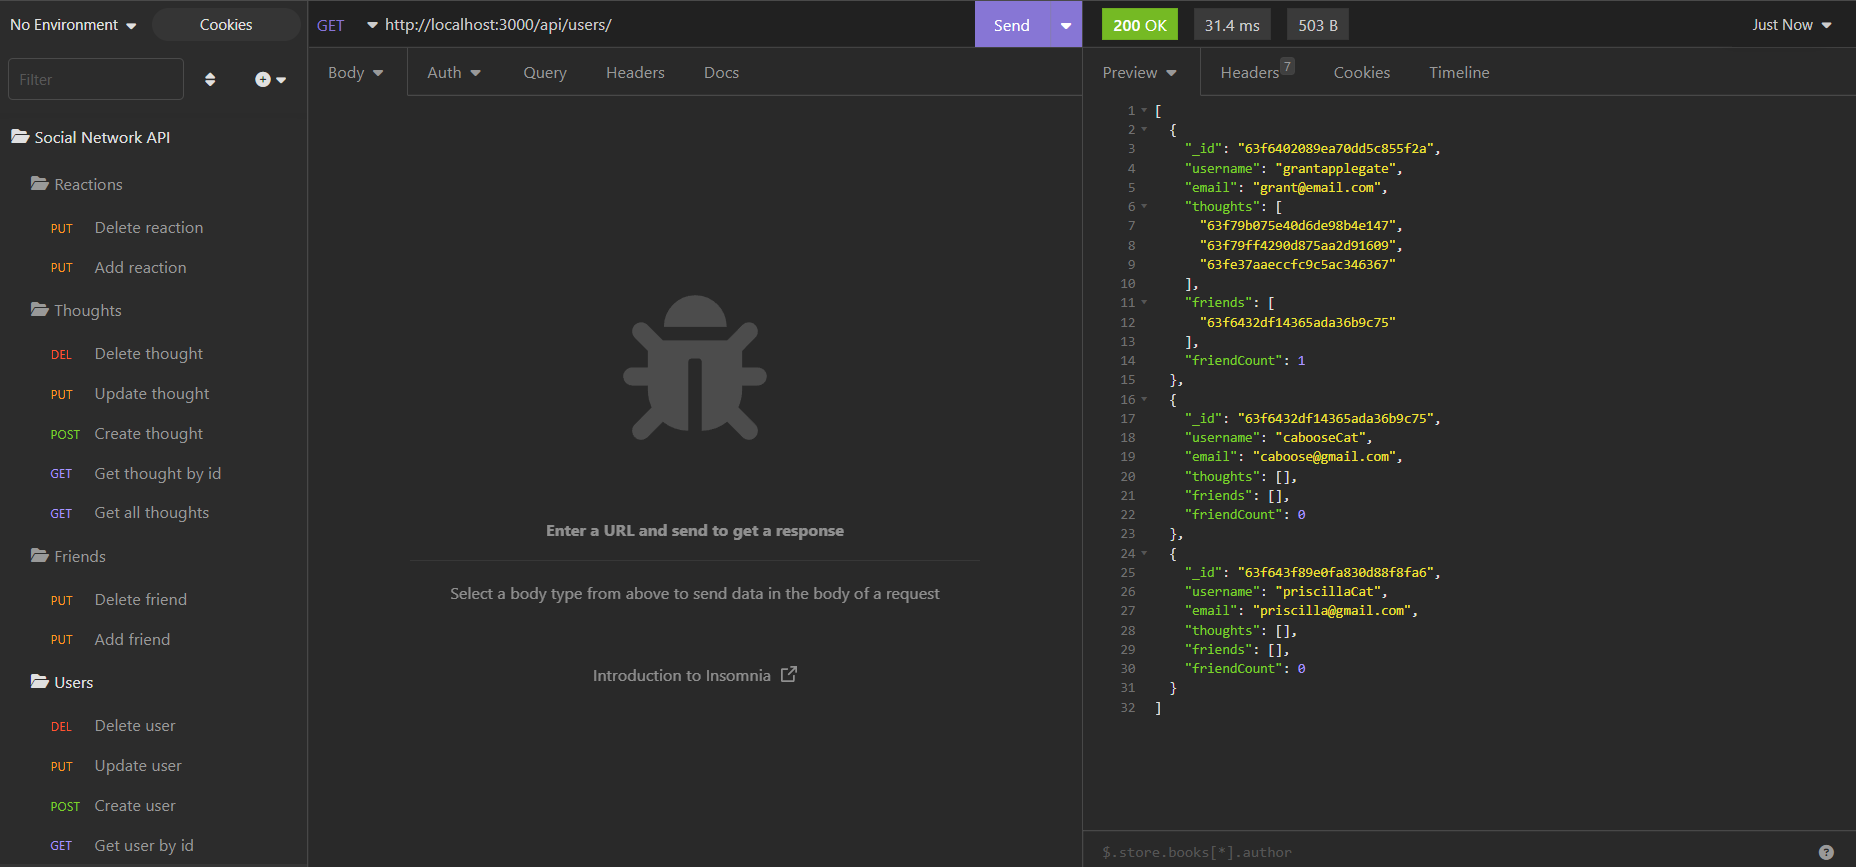 No Environment
Cookies
Filter
Social Network API
Reactions
PUT Delete reaction
PUT Add reaction
Thoughts
DEL Delete thought
PUT Update thought
POST Create thought
GET Get thought by id
GET Get all thoughts
Friends
PUT Delete friend
PUT Add friend
Users
DEL Delete user
PUT Update user
POST Create user
GET Get user by id
GET http://localhost:3000/api/users/ Send
Body Auth Query Headers Docs
Enter a URL and send to get a response
Select a body type from above to send data in the body of a request
Introduction to Insomnia
200 OK 31.4 ms 503 B Just Now
Preview Headers 7 Cookies Timeline
1 [
2 {
3 "_id": "63f6402089ea70dd5c855f2a",
4 "username": "grantapplegate",
5 "email": "grant@email.com",
6 "thoughts": [
7 "63f79b075e40d6de98b4e147",
8 "63f79ff4290d875aa2d91609",
9 "63fe37aaeccfc9c5ac346367"
10 ],
11 "friends": [
12 "63f6432df14365ada36b9c75"
13 ],
14 "friendCount": 1
15 },
16 {
17 "_id": "63f6432df14365ada36b9c75",
18 "username": "cabooseCat",
19 "email": "caboose@gmail.com",
20 "thoughts": [],
21 "friends": [],
22 "friendCount": 0
23 },
24 {
25 "_id": "63f643f89e0fa830d88f8fa6",
26 "username": "priscillaCat",
27 "email": "priscilla@gmail.com",
28 "thoughts": [],
29 "friends": [],
30 "friendCount": 0
31 }
32 ]
$.store.books[*].author